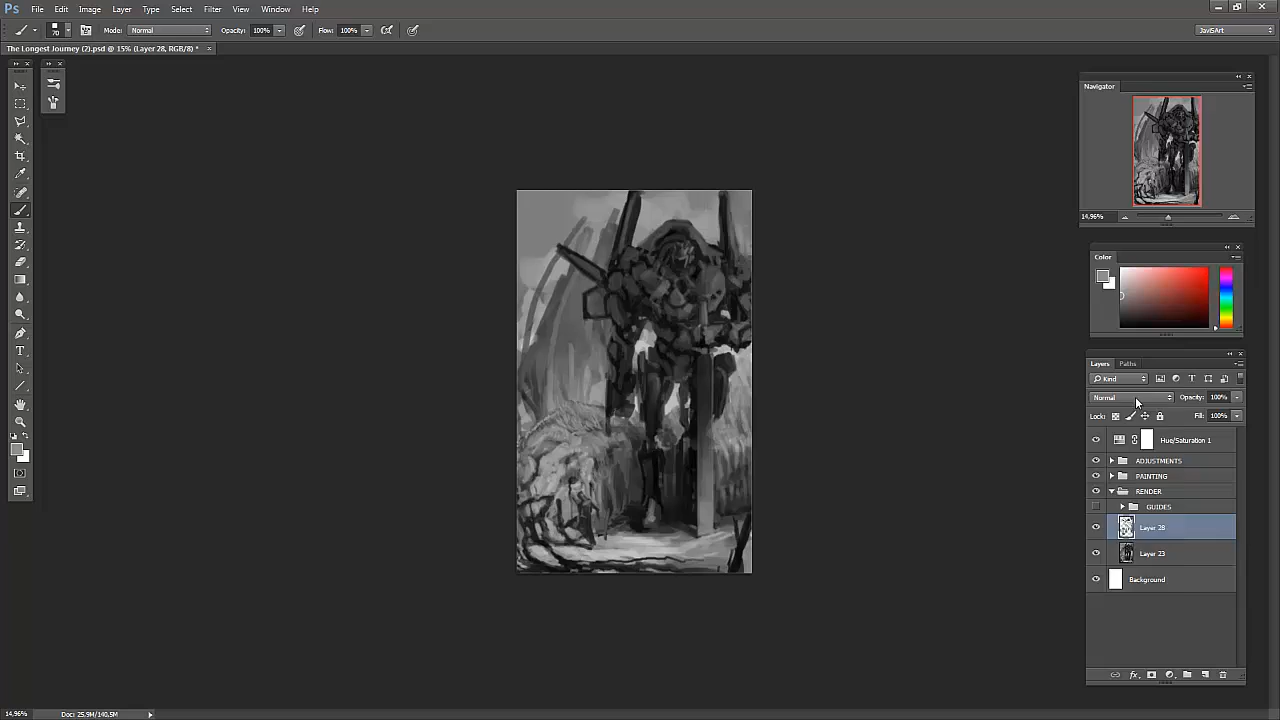 Ps File Edit Image Layer Type Select Filter View Window Help
70 Mode: Normal Opacity: 100% Flow: 100% JaviSArt
The Longest Journey (2).psd @ 15% (Layer 28, RGB/8) *
Navigator
14,96%
Color
Layers Paths
Kind
Normal Opacity: 100%
Lock: Fill: 100%
Hue/Saturation 1
ADJUSTMENTS
PAINTING
RENDER
GUIDES
Layer 28
Layer 23
Background
14,96% Doc: 25,9M/140,5M